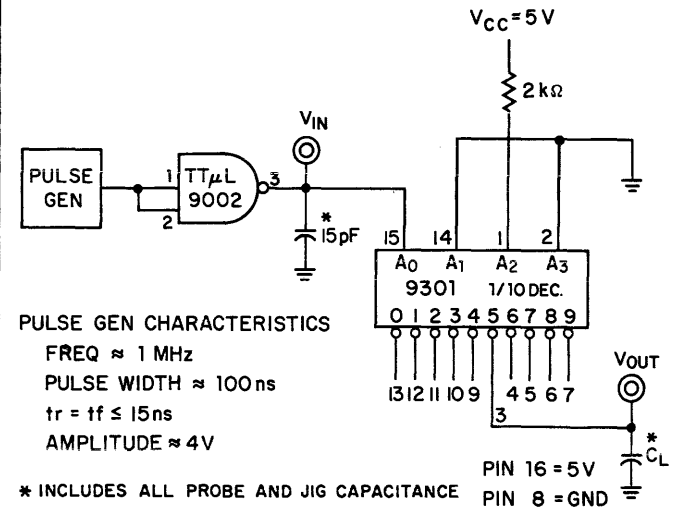 VCC=5V
2kΩ
VIN
PULSE
GEN
1
2
TTμL
9002
3
*
15pF
15 14 1 2
A0 A1 A2 A3
9301 1/10 DEC.
0 1 2 3 4 5 6 7 8 9
13 12 11 10 9 4 5 6 7
3
VOUT
*
CL
PULSE GEN CHARACTERISTICS
FREQ ≈ 1 MHz
PULSE WIDTH ≈ 100ns
tr = tf ≤ 15ns
AMPLITUDE ≈ 4V
* INCLUDES ALL PROBE AND JIG CAPACITANCE
PIN 16 = 5V
PIN 8 = GND